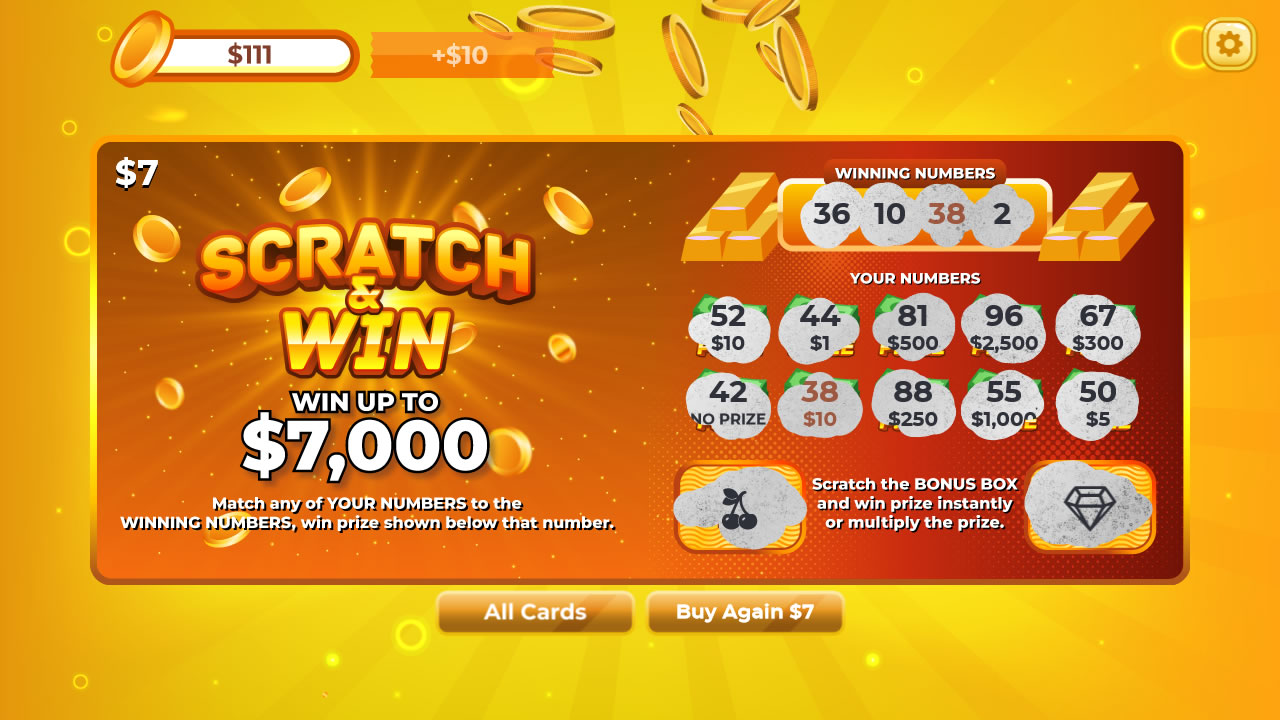 $111
+$10
$7
SCRATCH
&
WIN
WIN UP TO
$7,000
Match any of YOUR NUMBERS to the
WINNING NUMBERS, win prize shown below that number.
WINNING NUMBERS
36 10 38 2
YOUR NUMBERS
52 44 81 96 67
$10 $1 $500 $2,500 $300
42 38 88 55 50
NO PRIZE $10 $250 $1,000 $5
Scratch the BONUS BOX
and win prize instantly
or multiply the prize.
All Cards
Buy Again $7